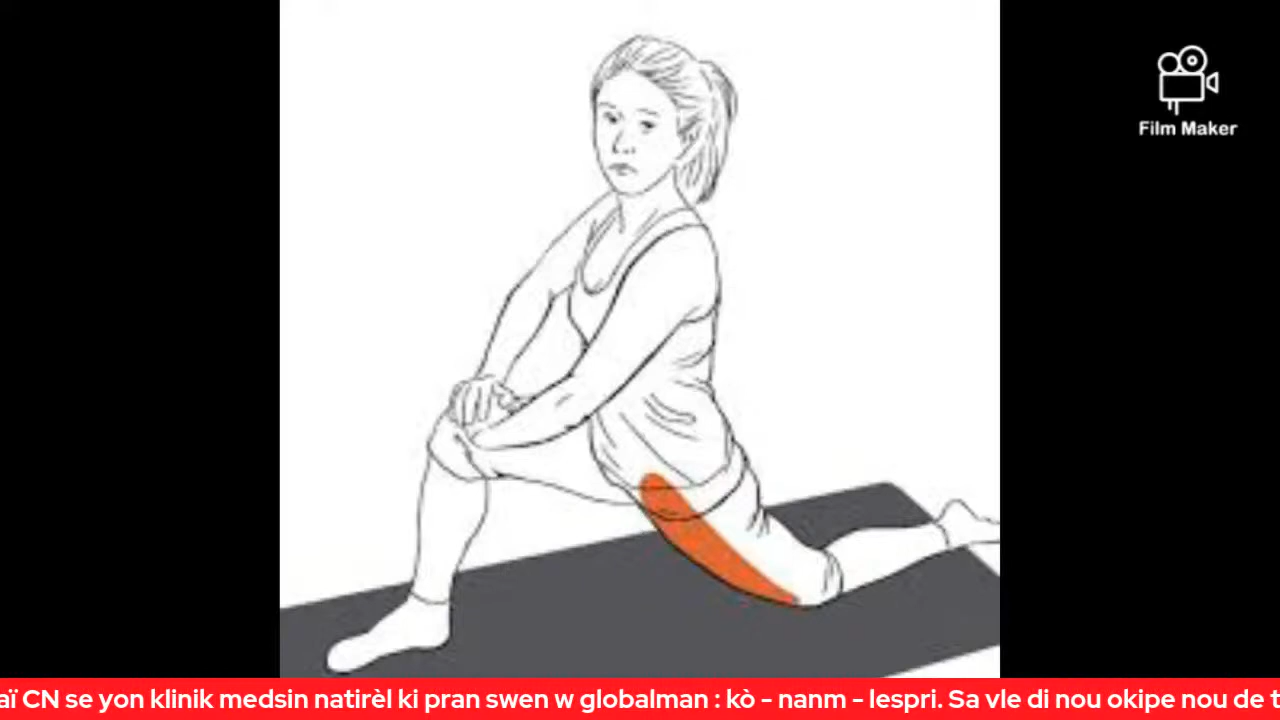 Film Maker
CN se yon klinik medsin natirèl ki pran swen w globalman : kò - nanm - lespri. Sa vle di nou okipe nou de